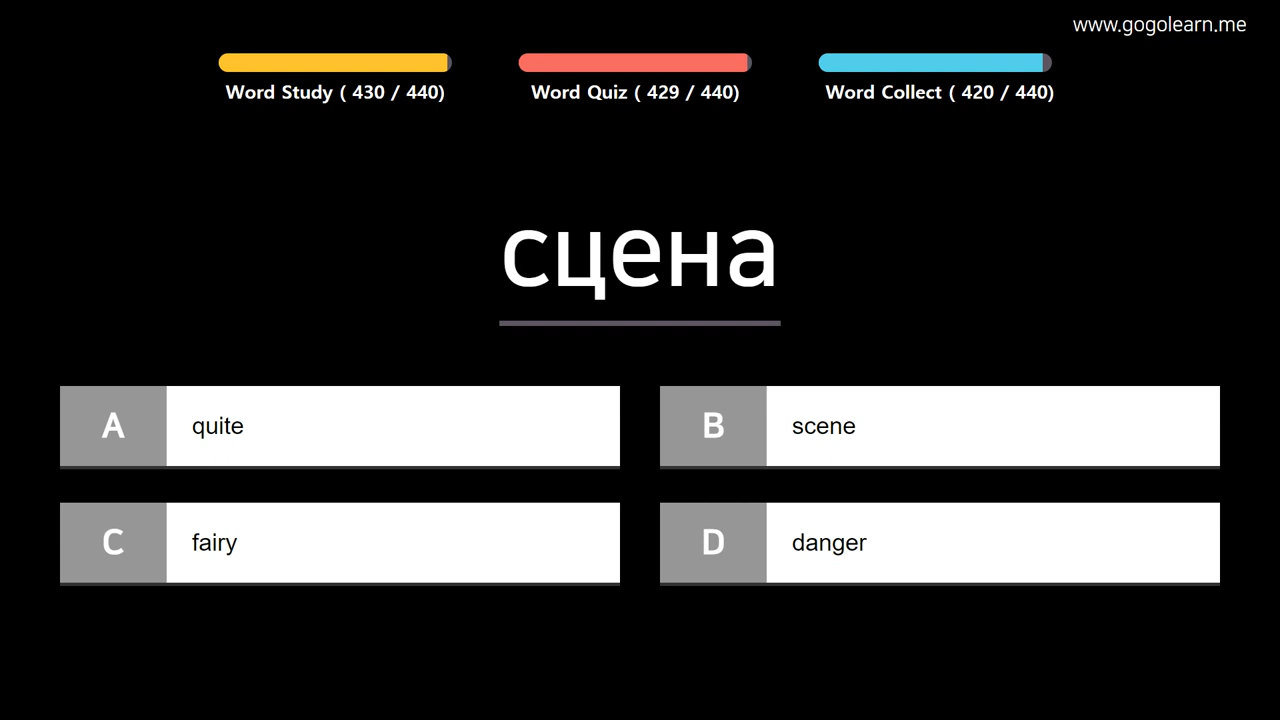 www.gogolearn.me
Word Study ( 430 / 440)
Word Quiz ( 429 / 440)
Word Collect ( 420 / 440)
сцена
A quite
B scene
C fairy
D danger